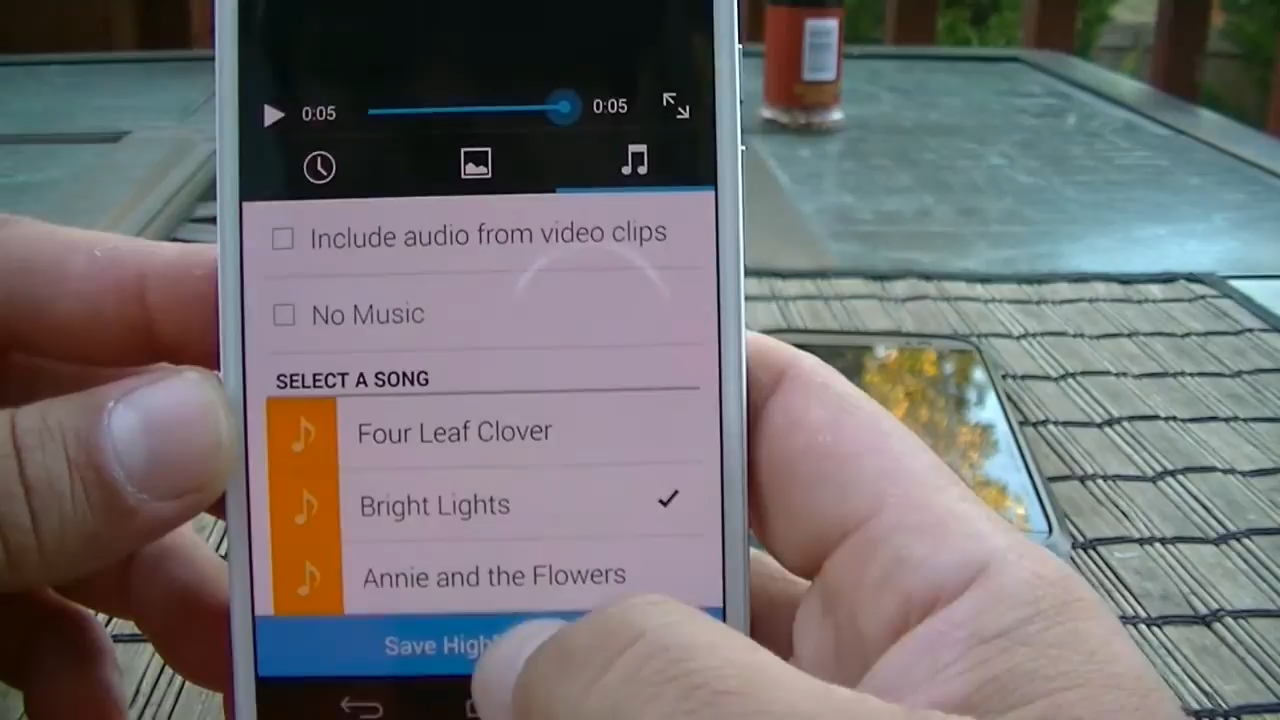 0:05
0:05
Include audio from video clips
No Music
SELECT A SONG
Four Leaf Clover
Bright Lights
Annie and the Flowers
Save